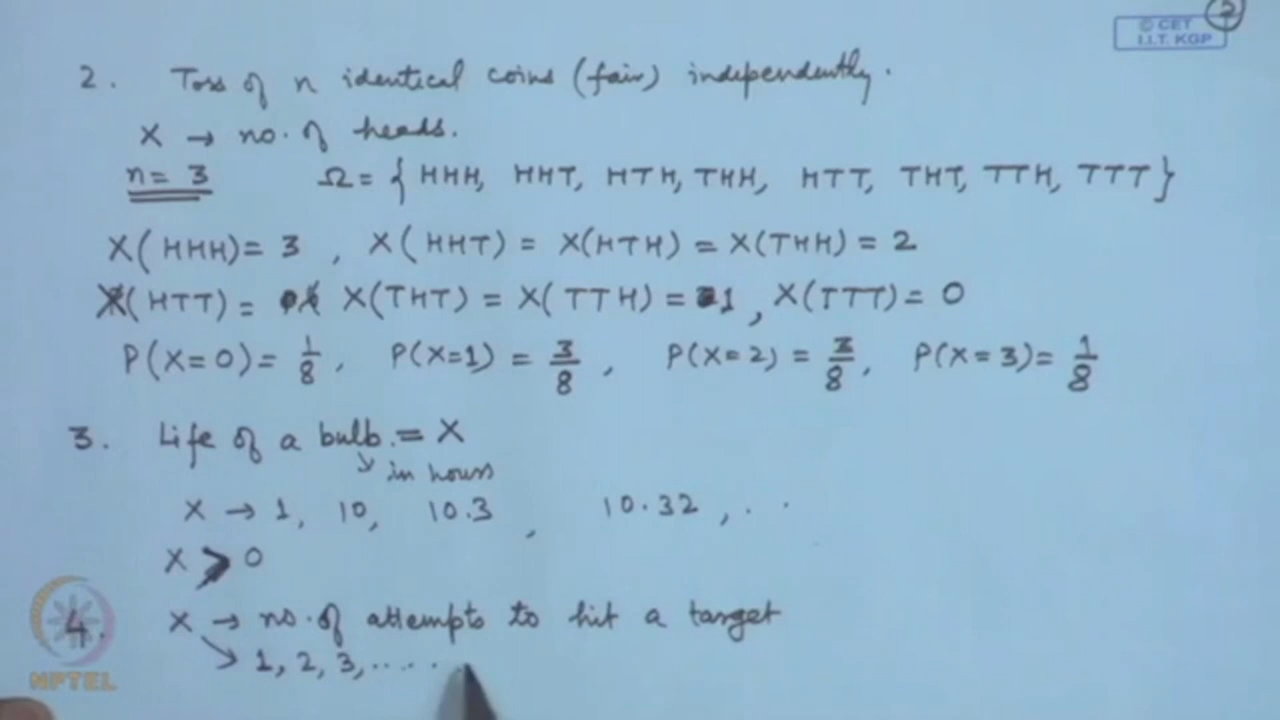 2
© CET
I.I.T. KGP
2. Toss of n identical coins (fair) independently.
X → no. of heads.
n = 3 Ω = { HHH, HHT, HTH, THH, HTT, THT, TTH, TTT }
X(HHH) = 3 , X(HHT) = X(HTH) = X(THH) = 2
X(HTT) = X(THT) = X(TTH) = 1, X(TTT) = 0
P(X=0) = 1/8, P(X=1) = 3/8, P(X=2) = 3/8, P(X=3) = 1/8
3. Life of a bulb. = X
↘ in hours
X → 1, 10, 10.3 , 10.32 , . .
X > 0
4. X → no. of attempts to hit a target
↘ 1, 2, 3, .....
NPTEL